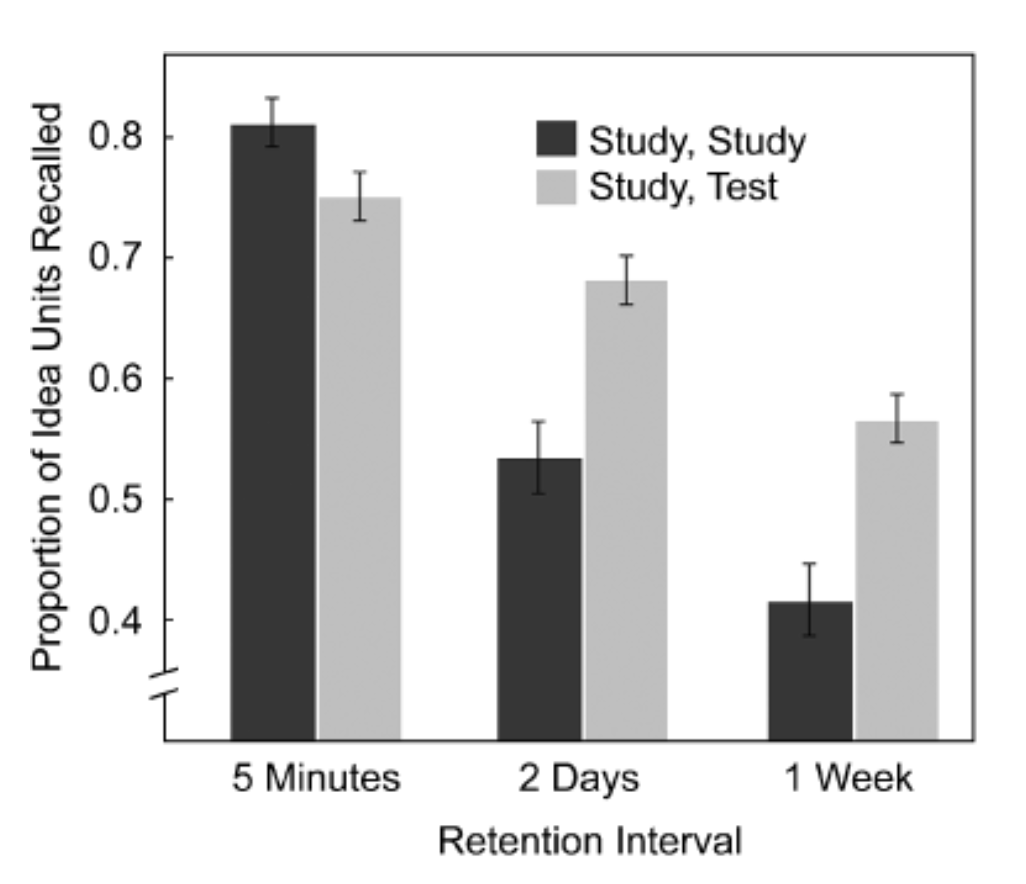 Proportion of Idea Units Recalled
0.8
0.7
0.6
0.5
0.4
Study, Study
Study, Test
5 Minutes
2 Days
1 Week
Retention Interval